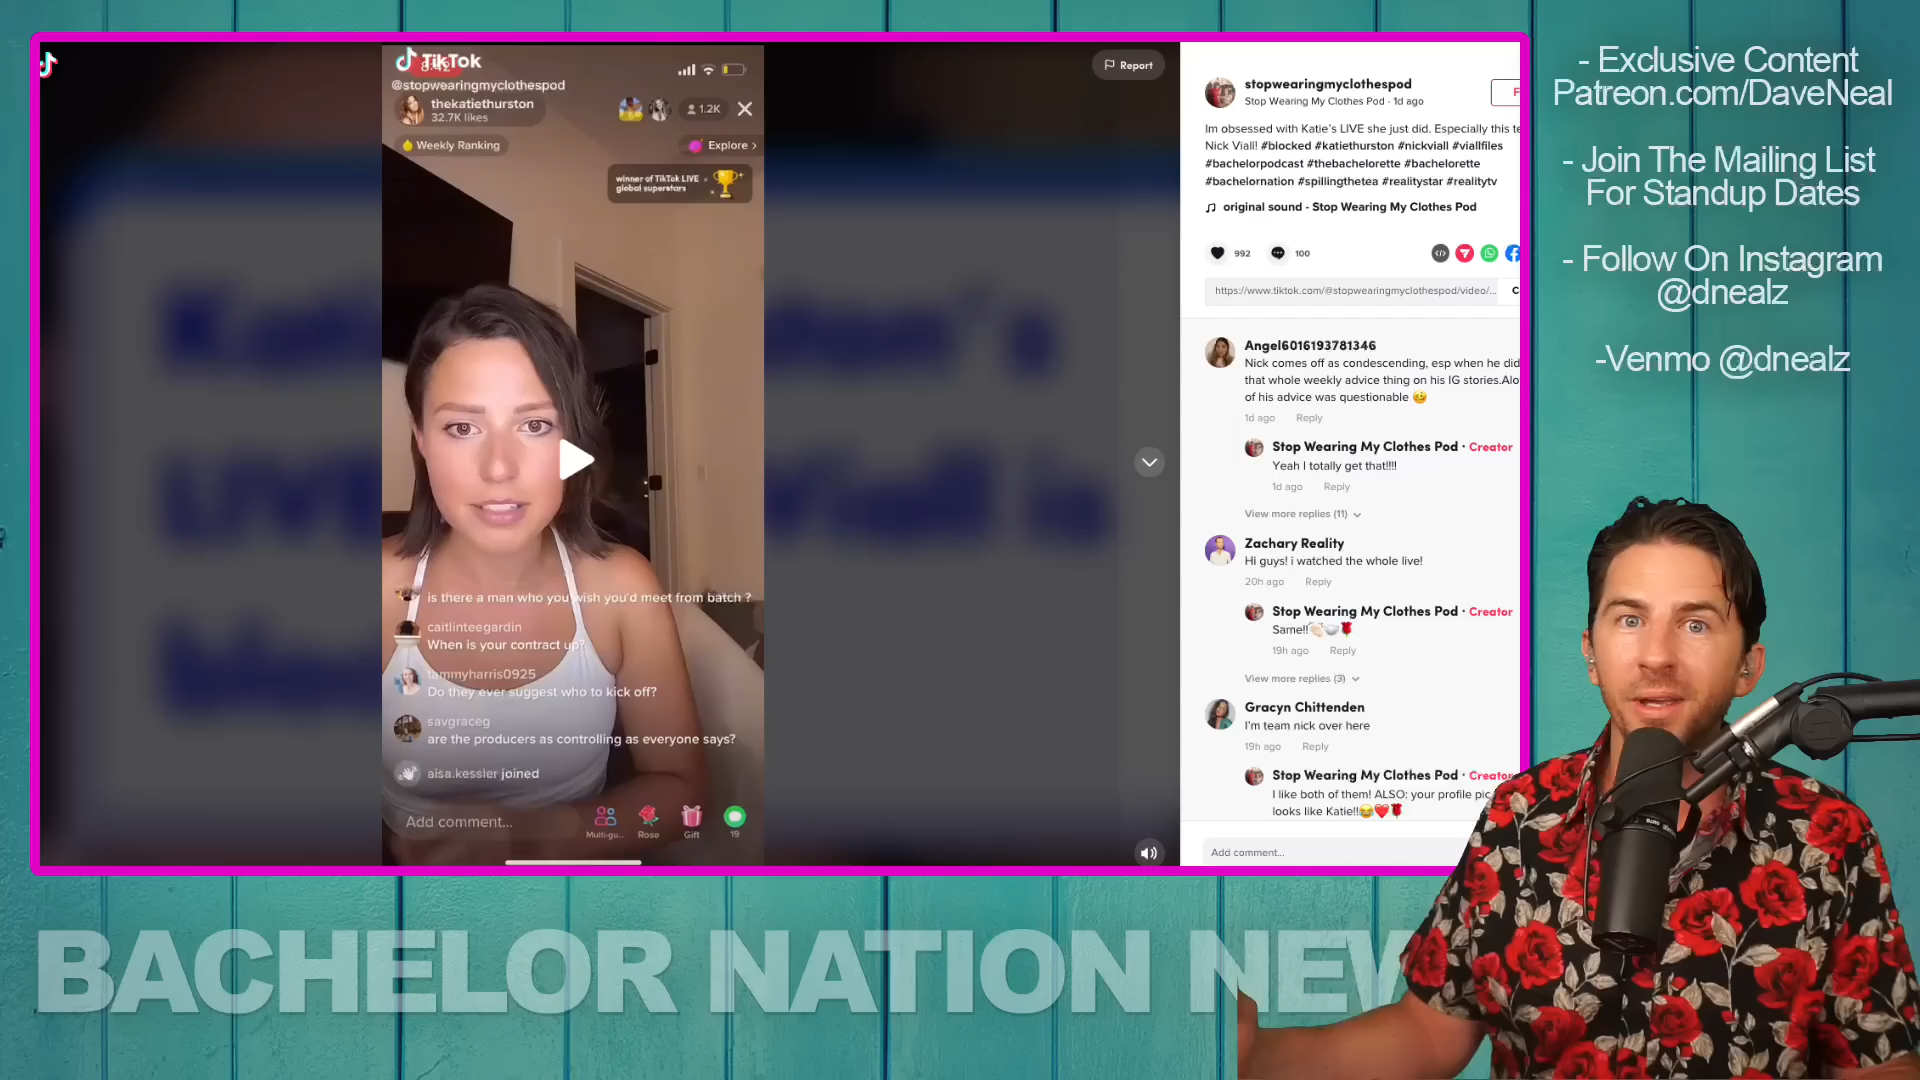 TikTok
@stopwearingmyclothespod
thekatiethurston
32.7K likes
1.2K
Weekly Ranking
Explore >
winner of TikTok LIVE
global superstars
is there a man who you wish you'd meet from batch ?
caitlinteegardin
When is your contract up?
tammyharris0925
Do they ever suggest who to kick off?
savgraceg
are the producers as controlling as everyone says?
aisa.kessler joined
Add comment...
Multi-gu...
Rose
Gift
19
Report
stopwearingmyclothespod
Stop Wearing My Clothes Pod · 1d ago
F
Im obsessed with Katie's LIVE she just did. Especially this te
Nick Viall! #blocked #katiethurston #nickviall #viallfiles
#bachelorpodcast #thebachelorette #bachelorette
#bachelornation #spillingthetea #realitystar #realitytv
original sound - Stop Wearing My Clothes Pod
992
100
https://www.tiktok.com/@stopwearingmyclothespod/video/...
C
Angel6016193781346
Nick comes off as condescending, esp when he did
that whole weekly advice thing on his IG stories.Alo
of his advice was questionable 🥴
1d ago Reply
Stop Wearing My Clothes Pod · Creator
Yeah I totally get that!!!!
1d ago Reply
View more replies (11)
Zachary Reality
Hi guys! i watched the whole live!
20h ago Reply
Stop Wearing My Clothes Pod · Creator
Same!!
19h ago Reply
View more replies (3)
Gracyn Chittenden
I'm team nick over here
19h ago Reply
Stop Wearing My Clothes Pod · Creator
I like both of them! ALSO: your profile pic
looks like Katie!!😂❤️🌹
Add comment...
- Exclusive Content
Patreon.com/DaveNeal
- Join The Mailing List
For Standup Dates
- Follow On Instagram
@dnealz
-Venmo @dnealz
BACHELOR NATION NEW